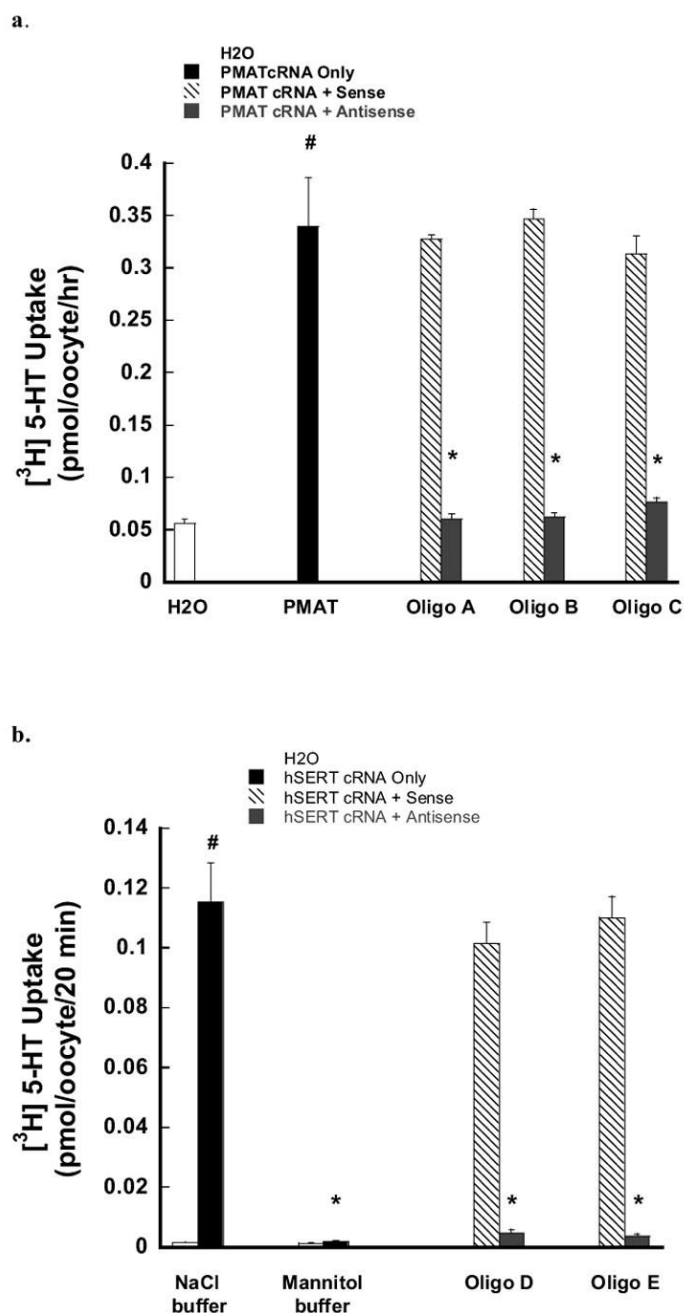 a.
H2O
PMATcRNA Only
PMAT cRNA + Sense
PMAT cRNA + Antisense
#
0.4
0.35
0.3
0.25
0.2
0.15
0.1
0.05
0
[³H] 5-HT Uptake
(pmol/oocyte/hr)
* * *
H2O PMAT Oligo A Oligo B Oligo C
b.
H2O
hSERT cRNA Only
hSERT cRNA + Sense
hSERT cRNA + Antisense
0.14
#
0.12
0.1
0.08
0.06
0.04
0.02
0
[³H] 5-HT Uptake
(pmol/oocyte/20 min)
* * *
NaCl Mannitol Oligo D Oligo E
buffer buffer